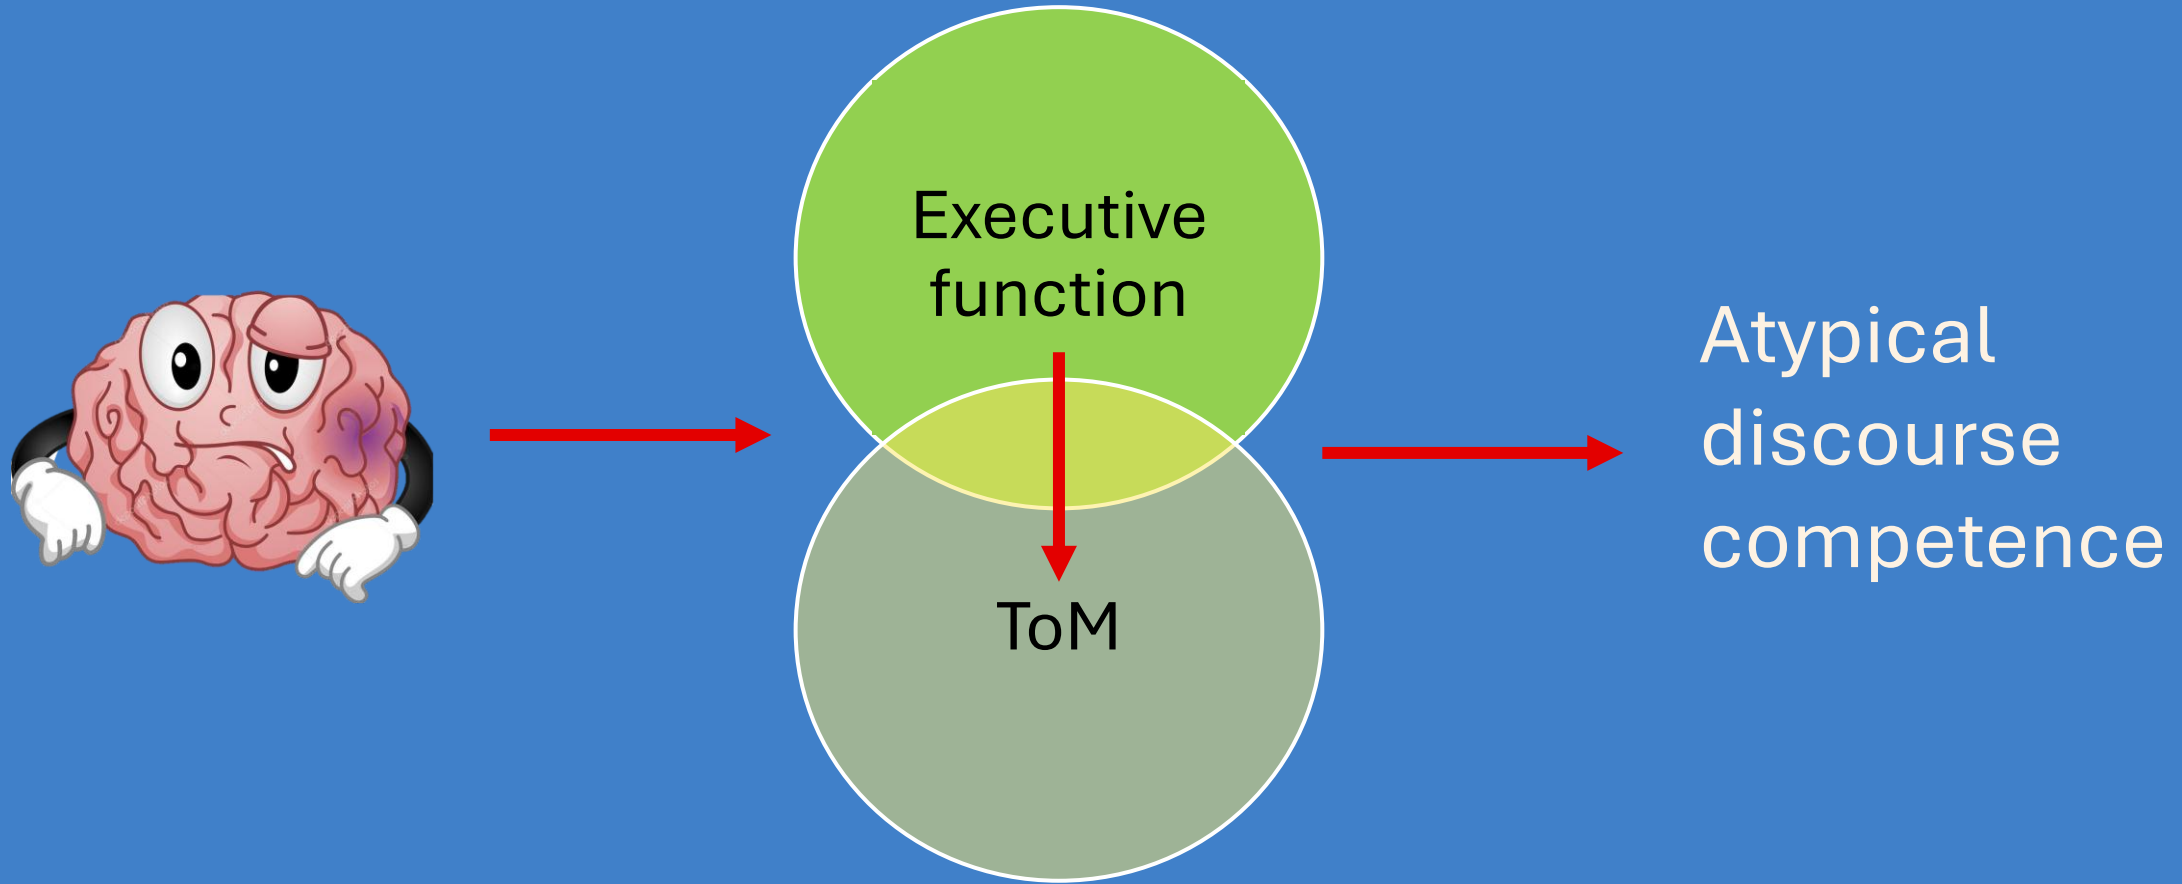 Executive
function
ToM
Atypical
discourse
competence